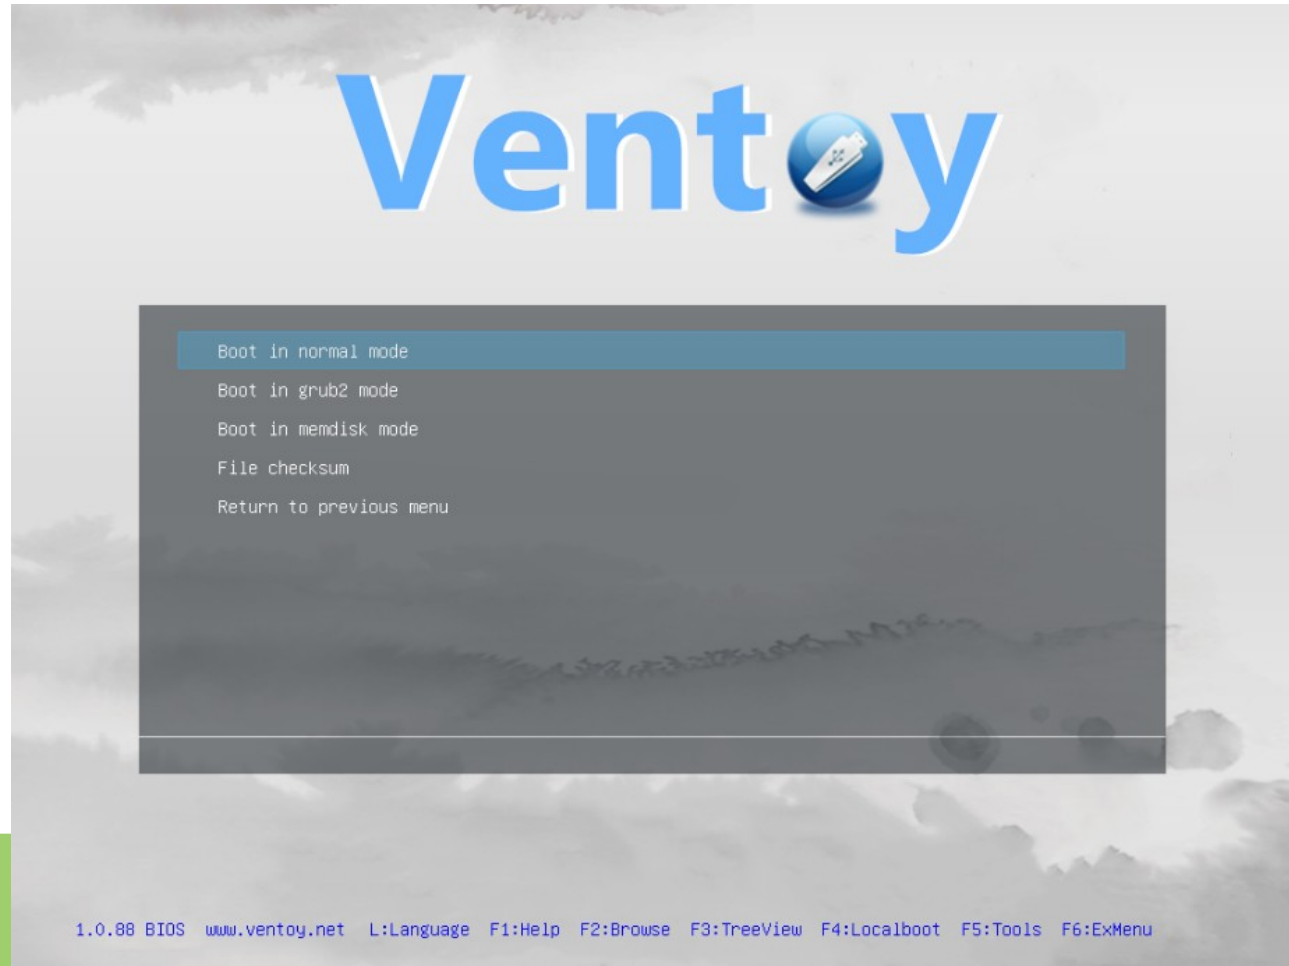 Ventoy
Boot in normal mode
Boot in grub2 mode
Boot in memdisk mode
File checksum
Return to previous menu
1.0.88 BIOS www.ventoy.net L:Language F1:Help F2:Browse F3:TreeView F4:Localboot F5:Tools F6:ExMenu